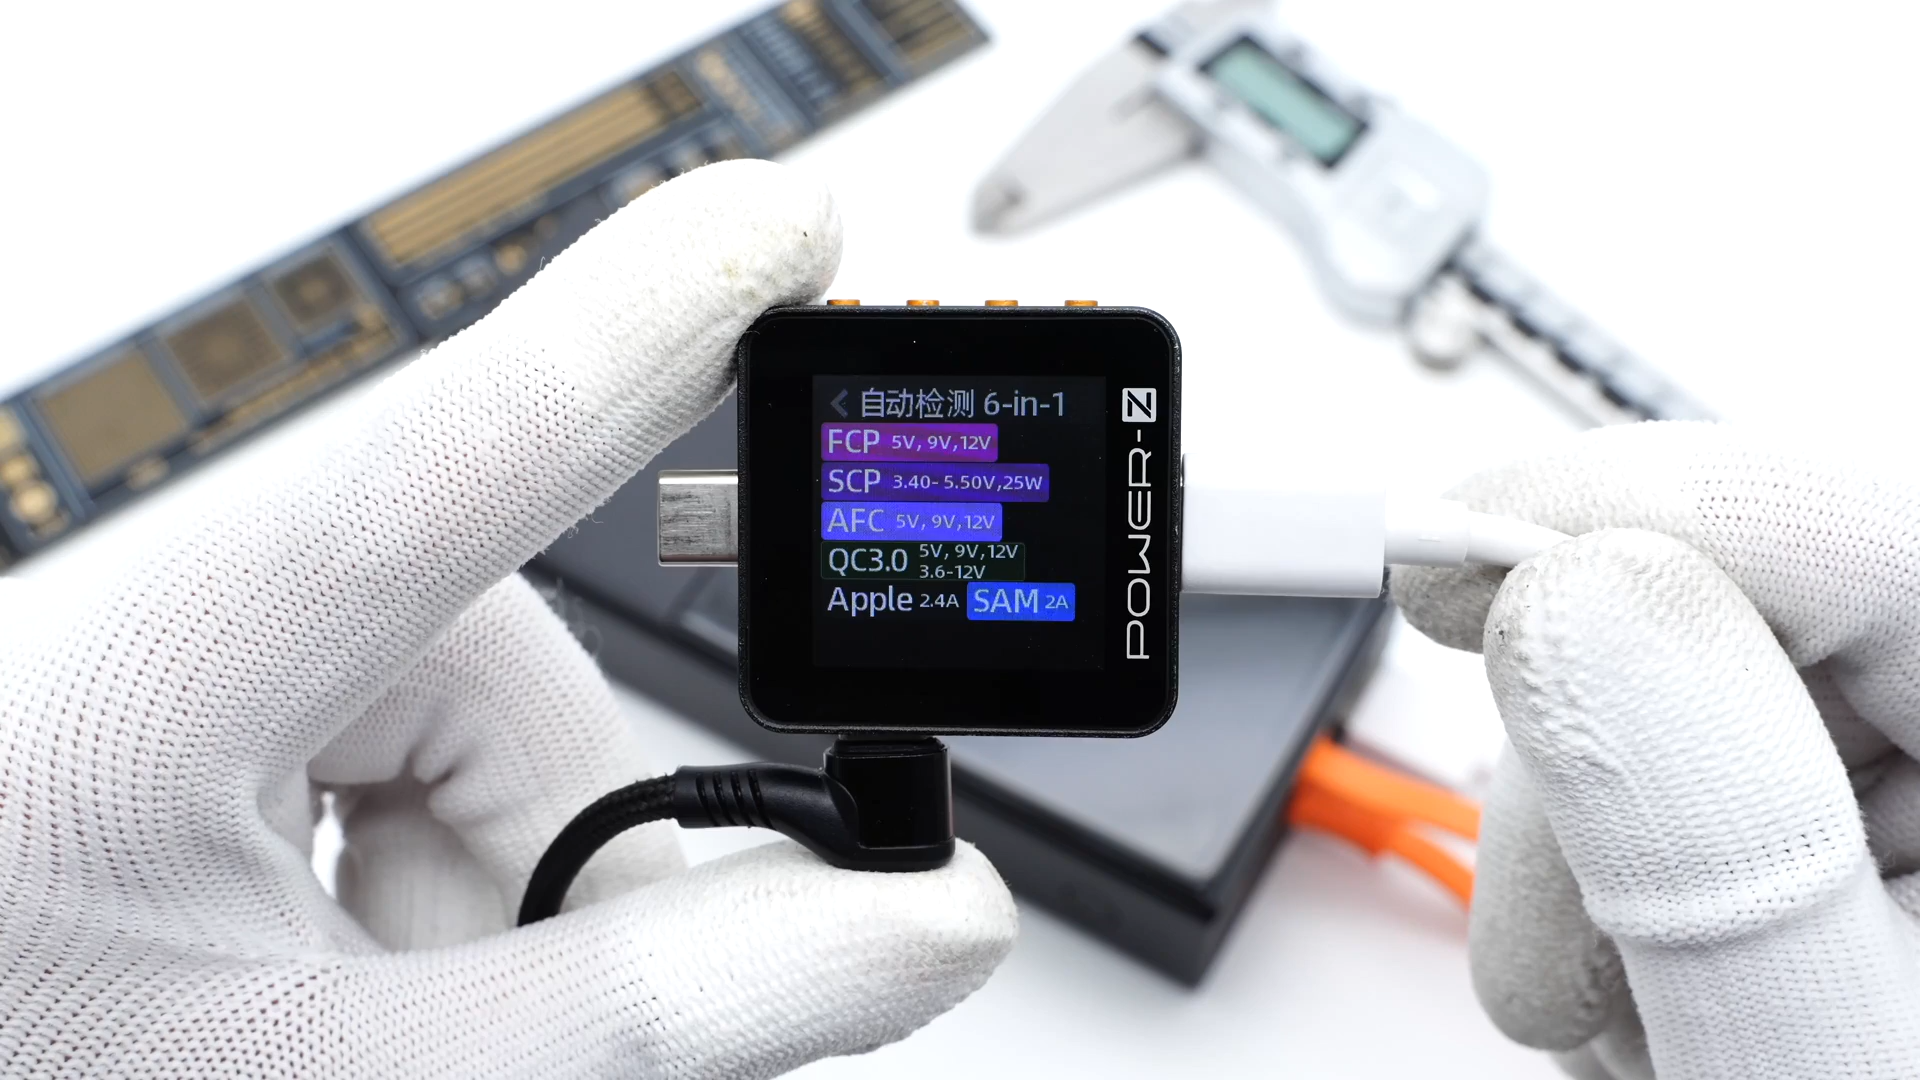 自动检测 6-in-1
FCP 5V, 9V,12V
SCP 3.40- 5.50V,25W
AFC 5V, 9V,12V
QC3.0 5V, 9V,12V
3.6-12V
Apple 2.4A SAM 2A
POWER-Z